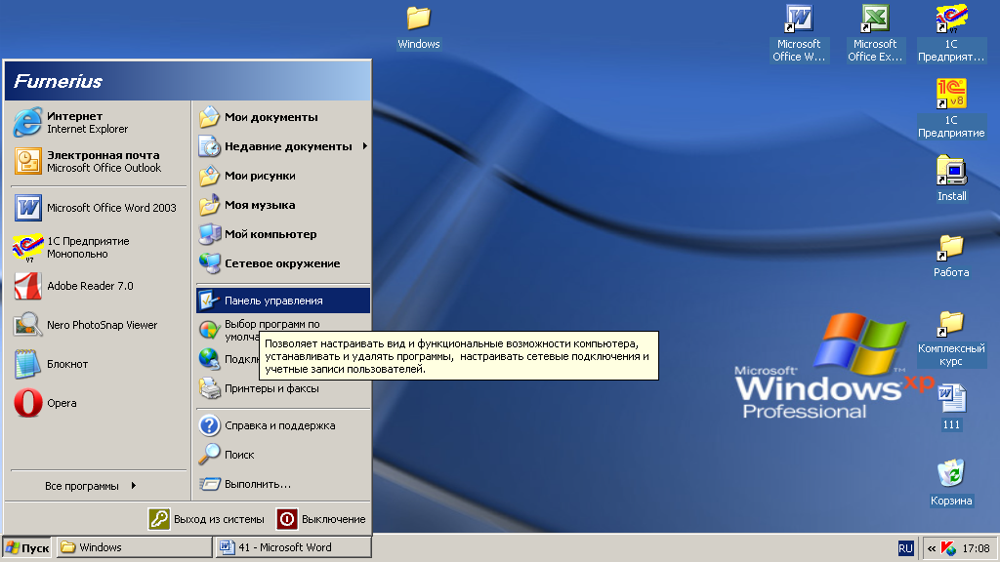 Windows
Microsoft
Office W...
Microsoft
Office Ex...
1С
Предприят...
Furnerius
Интернет
Internet Explorer
Электронная почта
Microsoft Office Outlook
Microsoft Office Word 2003
1С Предприятие
Монопольно
Adobe Reader 7.0
Nero PhotoSnap Viewer
Блокнот
Opera
Все программы
Мои документы
Недавние документы
Мои рисунки
Моя музыка
Мой компьютер
Сетевое окружение
Панель управления
Выбор программ по
Позволяет настраивать вид и функциональные возможности компьютера,
устанавливать и удалять программы, настраивать сетевые подключения и
учетные записи пользователей.
Принтеры и факсы
Справка и поддержка
Поиск
Выполнить...
Выход из системы
Выключение
1С
Предприятие
Install
Работа
Комплексный
курс
111
Корзина
Microsoft®
Windows xp
Professional
Пуск
Windows
41 - Microsoft Word
RU
«
17:08